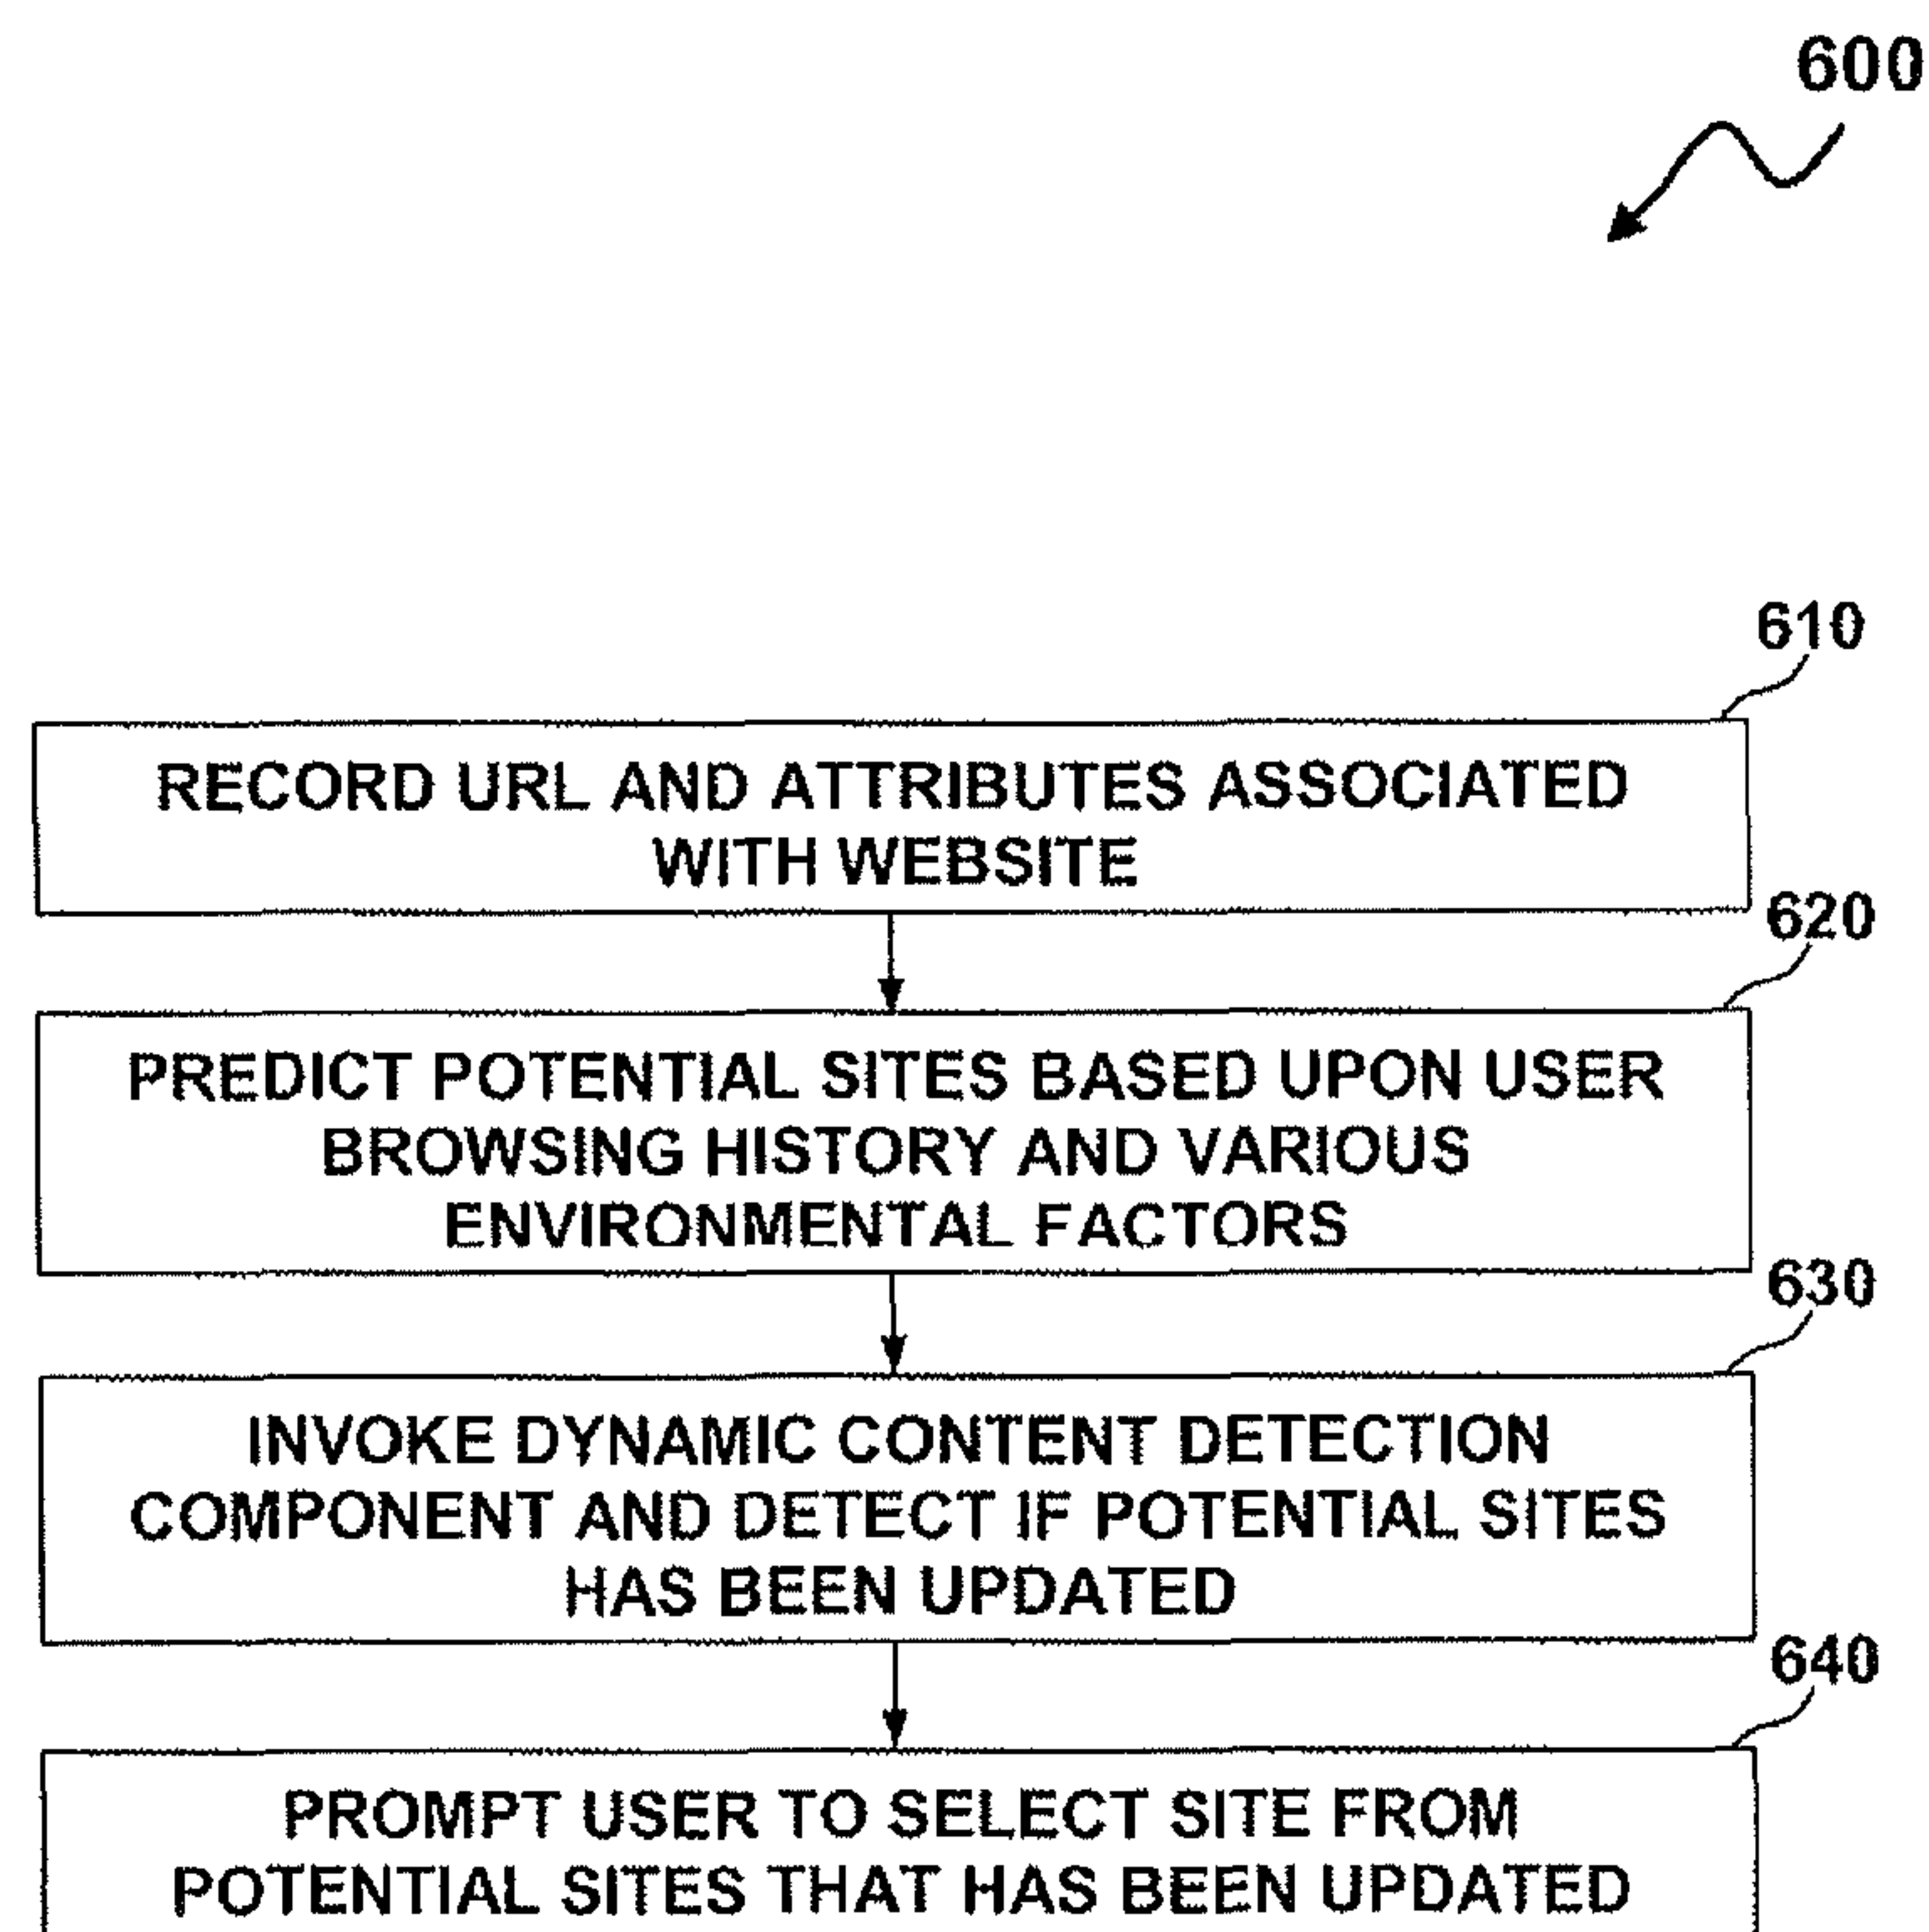 600
610
RECORD URL AND ATTRIBUTES ASSOCIATED
WITH WEBSITE
620
PREDICT POTENTIAL SITES BASED UPON USER
BROWSING HISTORY AND VARIOUS
ENVIRONMENTAL FACTORS
630
INVOKE DYNAMIC CONTENT DETECTION
COMPONENT AND DETECT IF POTENTIAL SITES
HAS BEEN UPDATED
640
PROMPT USER TO SELECT SITE FROM
POTENTIAL SITES THAT HAS BEEN UPDATED